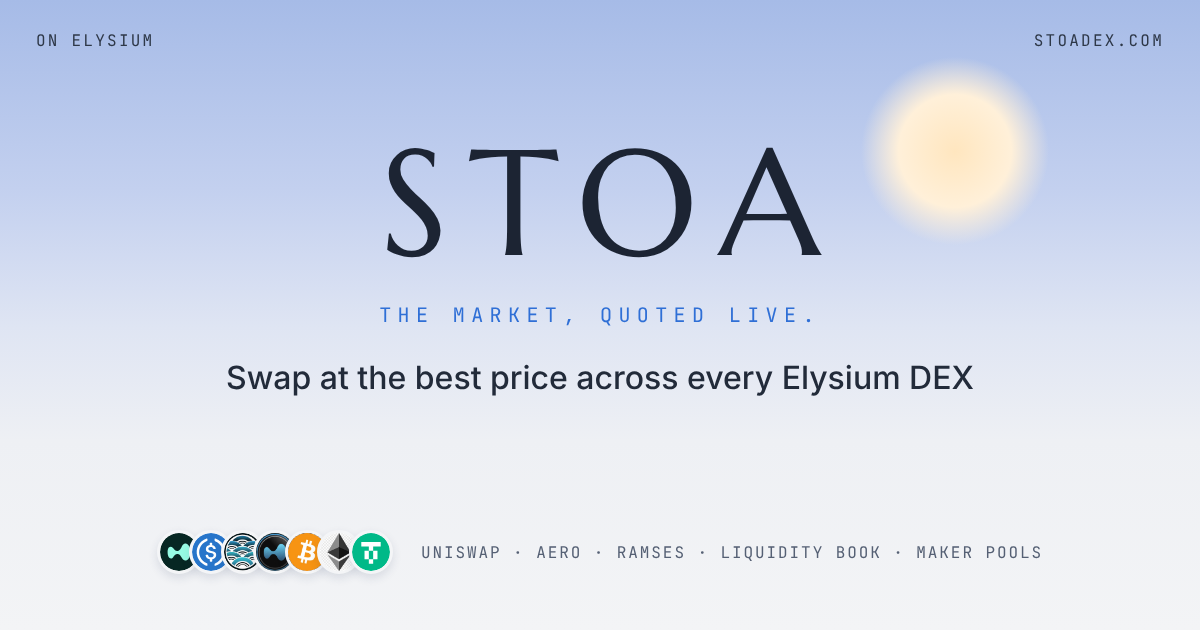 ON ELYSIUM
STOADEX.COM
STOA
THE MARKET, QUOTED LIVE.
Swap at the best price across every Elysium DEX
UNISWAP · AERO · RAMSES · LIQUIDITY BOOK · MAKER POOLS